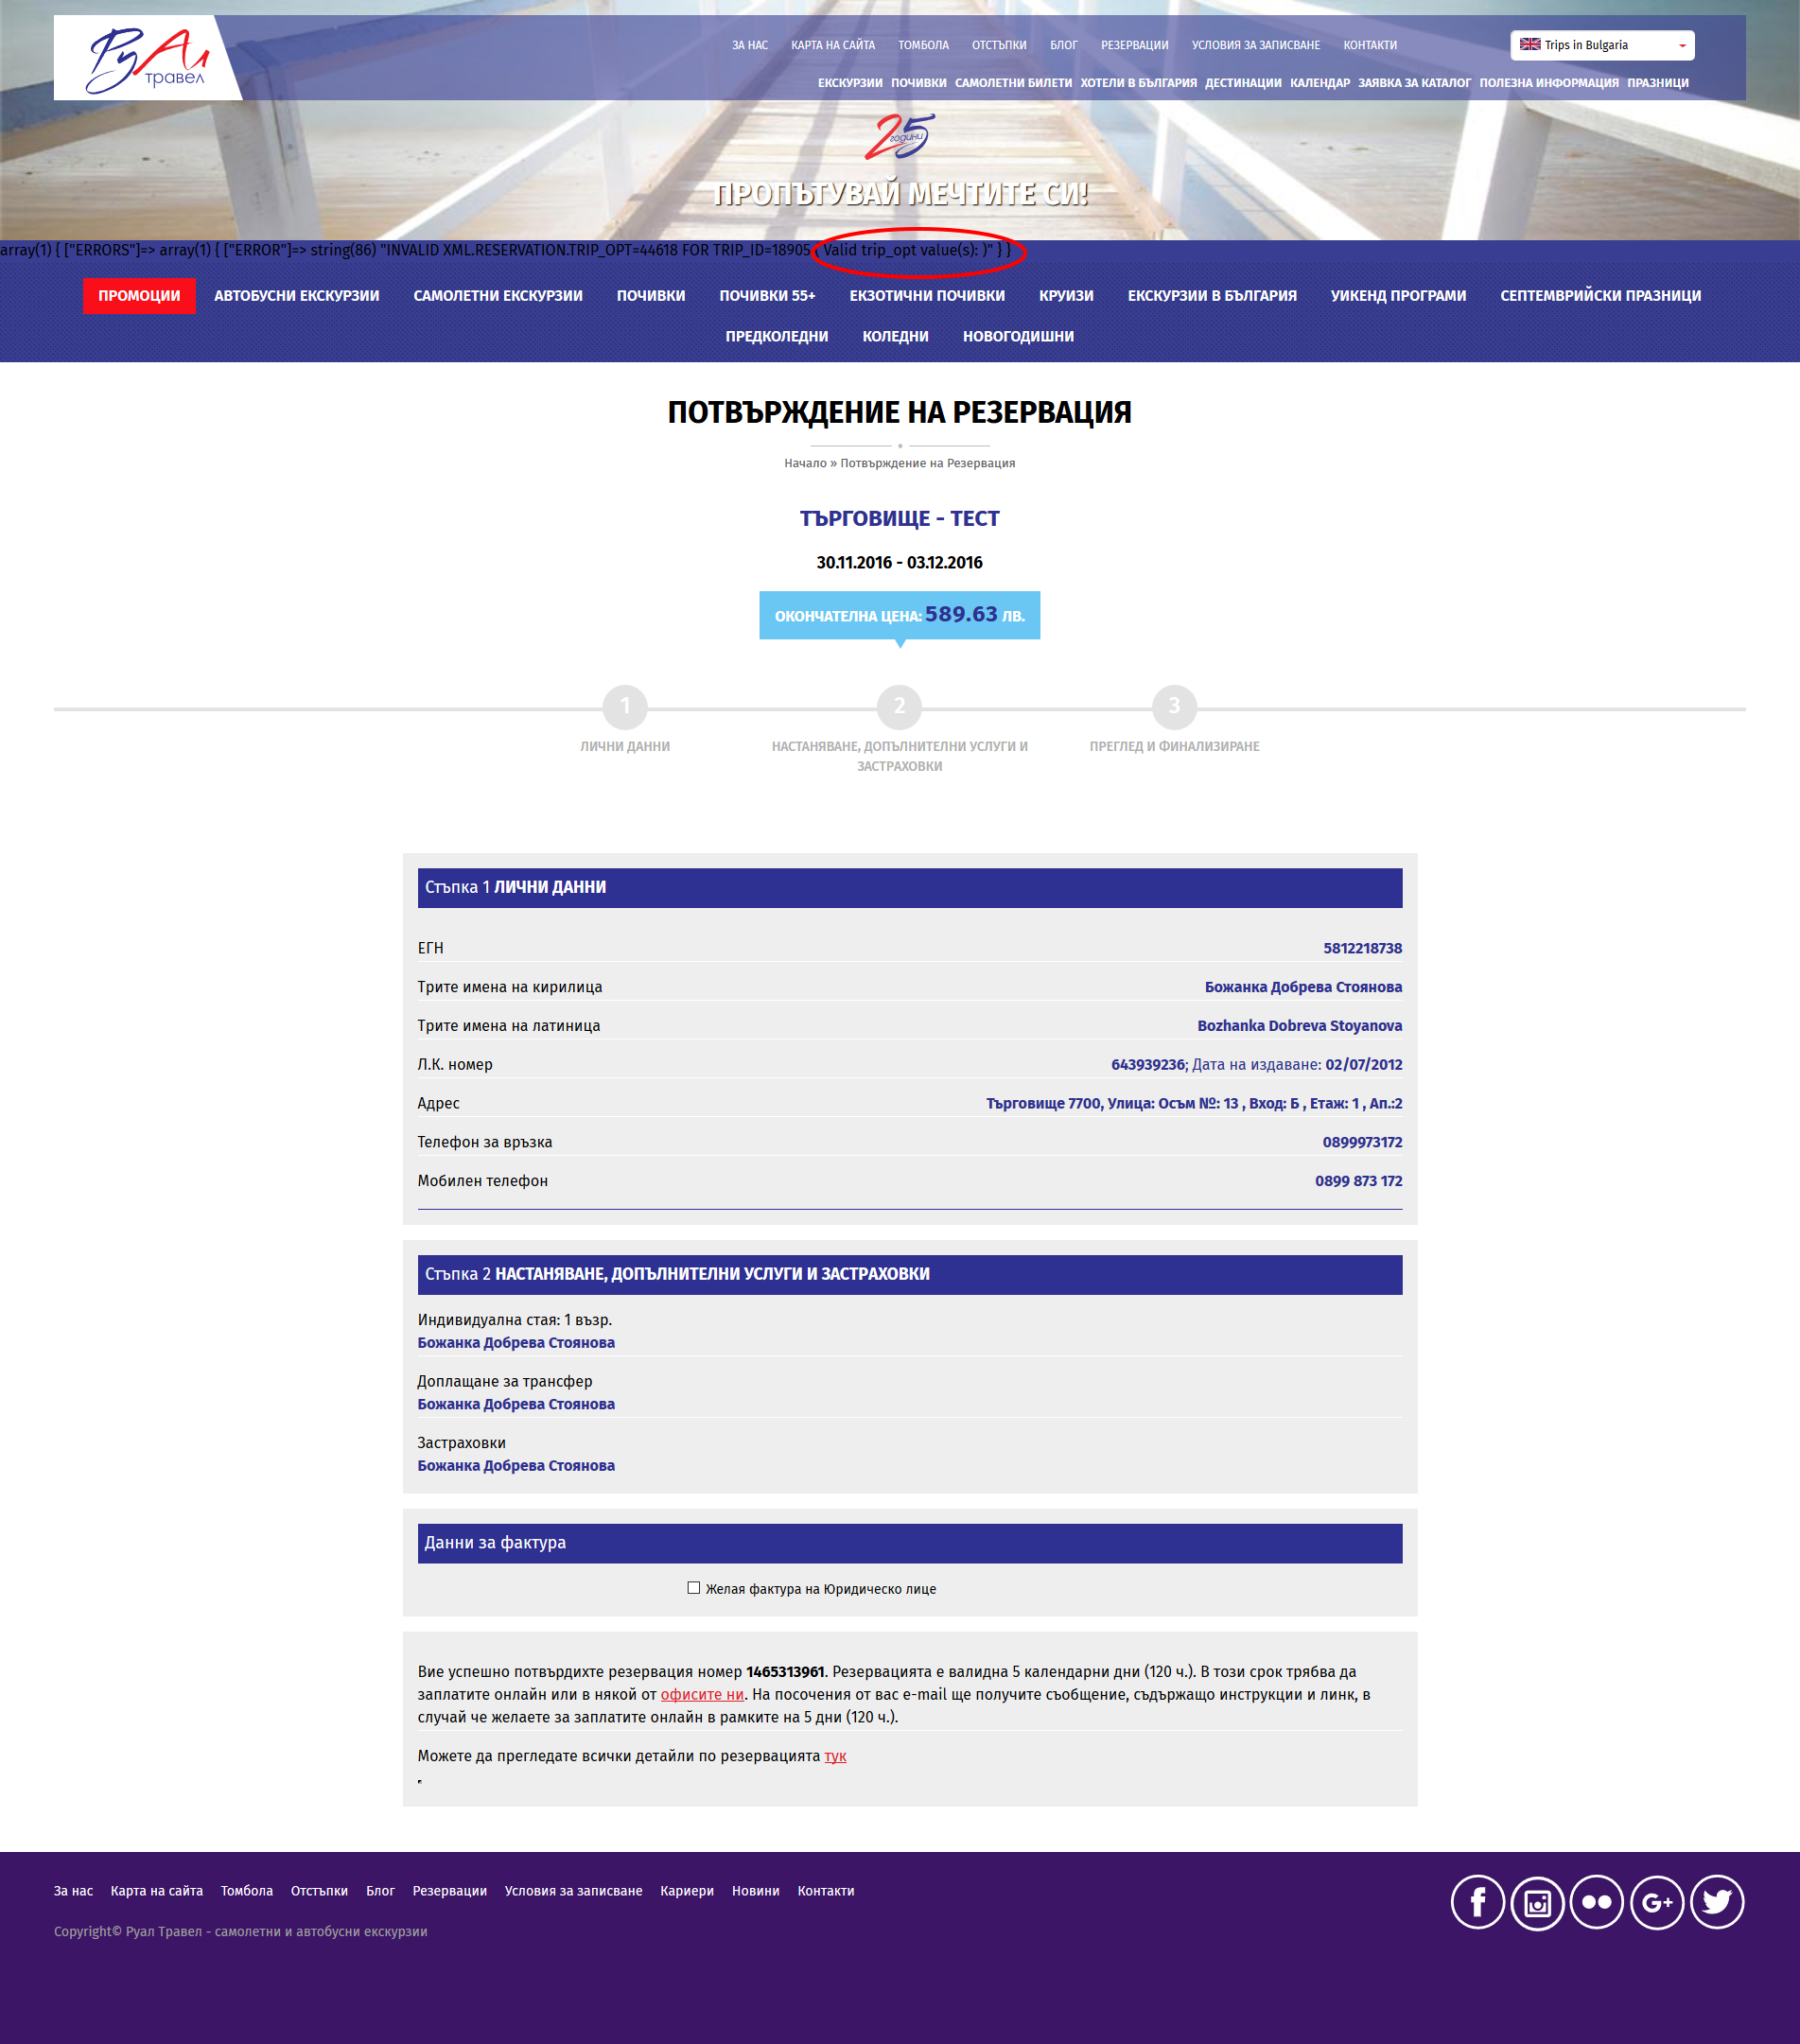 РуАл
травел
ЗА НАС КАРТА НА САЙТА ТОМБОЛА ОТСТЪПКИ БЛОГ РЕЗЕРВАЦИИ УСЛОВИЯ ЗА ЗАПИСВАНЕ КОНТАКТИ
Trips in Bulgaria
ЕКСКУРЗИИ ПОЧИВКИ САМОЛЕТНИ БИЛЕТИ ХОТЕЛИ В БЪЛГАРИЯ ДЕСТИНАЦИИ КАЛЕНДАР ЗАЯВКА ЗА КАТАЛОГ ПОЛЕЗНА ИНФОРМАЦИЯ ПРАЗНИЦИ
25 години
ПРОПЪТУВАЙ МЕЧТИТЕ СИ!
array(1) { ["ERRORS"]=> array(1) { ["ERROR"]=> string(86) "INVALID XML.RESERVATION.TRIP_OPT=44618 FOR TRIP_ID=18905 ( Valid trip_opt value(s): )" } }
ПРОМОЦИИ АВТОБУСНИ ЕКСКУРЗИИ САМОЛЕТНИ ЕКСКУРЗИИ ПОЧИВКИ ПОЧИВКИ 55+ ЕКЗОТИЧНИ ПОЧИВКИ КРУИЗИ ЕКСКУРЗИИ В БЪЛГАРИЯ УИКЕНД ПРОГРАМИ СЕПТЕМВРИЙСКИ ПРАЗНИЦИ
ПРЕДКОЛЕДНИ КОЛЕДНИ НОВОГОДИШНИ
ПОТВЪРЖДЕНИЕ НА РЕЗЕРВАЦИЯ
Начало » Потвърждение на Резервация
ТЪРГОВИЩЕ - ТЕСТ
30.11.2016 - 03.12.2016
ОКОНЧАТЕЛНА ЦЕНА: 589.63 ЛВ.
1 2 3
ЛИЧНИ ДАННИ НАСТАНЯВАНЕ, ДОПЪЛНИТЕЛНИ УСЛУГИ И ПРЕГЛЕД И ФИНАЛИЗИРАНЕ
ЗАСТРАХОВКИ
Стъпка 1 ЛИЧНИ ДАННИ
ЕГН 5812218738
Трите имена на кирилица Божанка Добрева Стоянова
Трите имена на латиница Bozhanka Dobreva Stoyanova
Л.К. номер 643939236; Дата на издаване: 02/07/2012
Адрес Търговище 7700, Улица: Осъм №: 13 , Вход: Б , Етаж: 1 , Ап.:2
Телефон за връзка 0899973172
Мобилен телефон 0899 873 172
Стъпка 2 НАСТАНЯВАНЕ, ДОПЪЛНИТЕЛНИ УСЛУГИ И ЗАСТРАХОВКИ
Индивидуална стая: 1 възр.
Божанка Добрева Стоянова
Доплащане за трансфер
Божанка Добрева Стоянова
Застраховки
Божанка Добрева Стоянова
Данни за фактура
Желая фактура на Юридическо лице
Вие успешно потвърдихте резервация номер 1465313961. Резервацията е валидна 5 календарни дни (120 ч.). В този срок трябва да
заплатите онлайн или в някой от офисите ни. На посочения от вас e-mail ще получите съобщение, съдържащо инструкции и линк, в
случай че желаете за заплатите онлайн в рамките на 5 дни (120 ч.).
Можете да прегледате всички детайли по резервацията тук
За нас Карта на сайта Томбола Отстъпки Блог Резервации Условия за записване Кариери Новини Контакти
Copyright© Руал Травел - самолетни и автобусни екскурзии